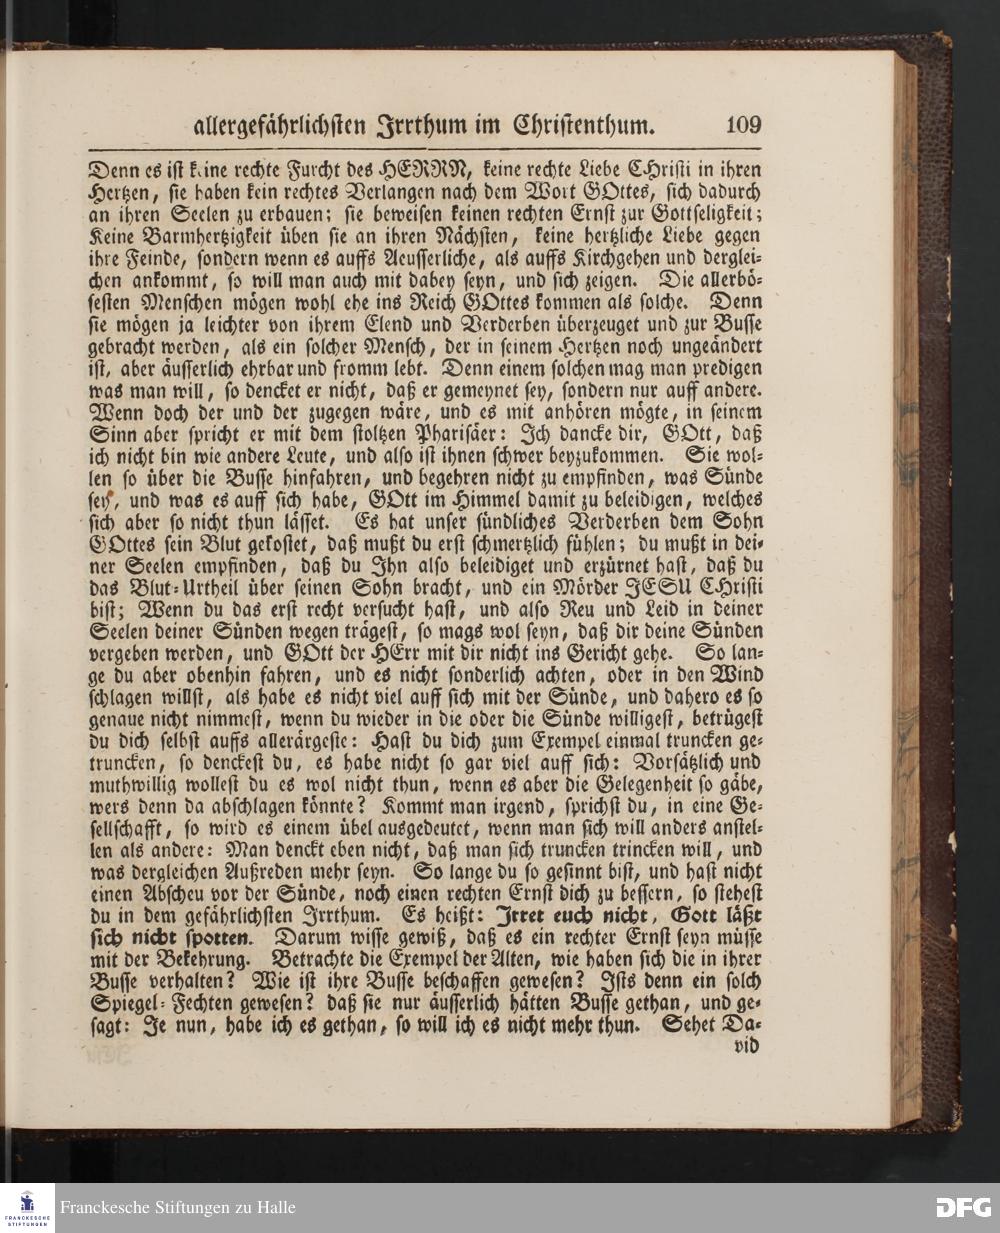 allergefährlichsten Irrthum im Christenthum. 109
Denn es ist keine rechte Furcht des HERRN, keine rechte Liebe CHristi in ihren
Hertzen, sie haben kein rechtes Verlangen nach dem Wort GOttes, sich dadurch
an ihren Seelen zu erbauen; sie beweisen keinen rechten Ernst zur Gottseligkeit;
Keine Barmhertzigkeit üben sie an ihren Nächsten, keine hertzliche Liebe gegen
ihre Feinde, sondern wenn es auffs Aeusserliche, als auffs Kirchgehen und derglei-
chen ankommt, so will man auch mit dabey seyn, und sich zeigen. Die allerbö-
sesten Menschen mögen wohl ehe ins Reich GOttes kommen als solche. Denn
sie mögen ja leichter von ihrem Elend und Verderben überzeuget und zur Busse
gebracht werden, als ein solcher Mensch, der in seinem Hertzen noch ungeändert
ist, aber äusserlich ehrbar und fromm lebt. Denn einem solchen mag man predigen
was man will, so dencket er nicht, daß er gemeynet sey, sondern nur auff andere.
Wenn doch der und der zugegen wäre, und es mit anhören mögte, in seinem
Sinn aber spricht er mit dem stoltzen Pharisäer: Ich dancke dir, GOtt, daß
ich nicht bin wie andere Leute, und also ist ihnen schwer beyzukommen. Sie wol-
len so über die Busse hinfahren, und begehren nicht zu empfinden, was Sünde
sey, und was es auff sich habe, GOtt im Himmel damit zu beleidigen, welches
sich aber so nicht thun lässet. Es hat unser sündliches Verderben dem Sohn
GOttes sein Blut gekostet, daß mußt du erst schmertzlich fühlen; du mußt in dei-
ner Seelen empfinden, daß du Ihn also beleidiget und erzürnet hast, daß du
das Blut-Urtheil über seinen Sohn bracht, und ein Mörder JESU CHristi
bist; Wenn du das erst recht versucht hast, und also Reu und Leid in deiner
Seelen deiner Sünden wegen trägest, so mags wol seyn, daß dir deine Sünden
vergeben werden, und GOtt der HErr mit dir nicht ins Gericht gehe. So lan-
ge du aber obenhin fahren, und es nicht sonderlich achten, oder in den Wind
schlagen willst, als habe es nicht viel auff sich mit der Sünde, und dahero es so
genaue nicht nimmest, wenn du wieder in die oder die Sünde willigest, betrügest
du dich selbst auffs allerärgeste: Hast du dich zum Exempel einmal truncken ge-
truncken, so denckest du, es habe nicht so gar viel auff sich: Vorsätzlich und
muthwillig wollest du es wol nicht thun, wenn es aber die Gelegenheit so gäbe,
wers denn da abschlagen könnte? Kommt man irgend, sprichst du, in eine Ge-
sellschafft, so wird es einem übel ausgedeutet, wenn man sich will anders anstel-
len als andere: Man denckt eben nicht, daß man sich truncken trincken will, und
was dergleichen Außreden mehr seyn. So lange du so gesinnt bist, und hast nicht
einen Abscheu vor der Sünde, noch einen rechten Ernst dich zu bessern, so stehest
du in dem gefährlichsten Irrthum. Es heißt: Irret euch nicht, Gott läßt
sich nicht spotten. Darum wisse gewiß, daß es ein rechter Ernst seyn müsse
mit der Bekehrung. Betrachte die Exempel der Alten, wie haben sich die in ihrer
Busse verhalten? Wie ist ihre Busse beschaffen gewesen? Ists denn ein solch
Spiegel-Fechten gewesen? daß sie nur äusserlich hätten Busse gethan, und ge-
sagt: Je nun, habe ich es gethan, so will ich es nicht mehr thun. Sehet Da-
vid
FRANCKESCHE
STIFTUNGEN
Franckesche Stiftungen zu Halle
DFG